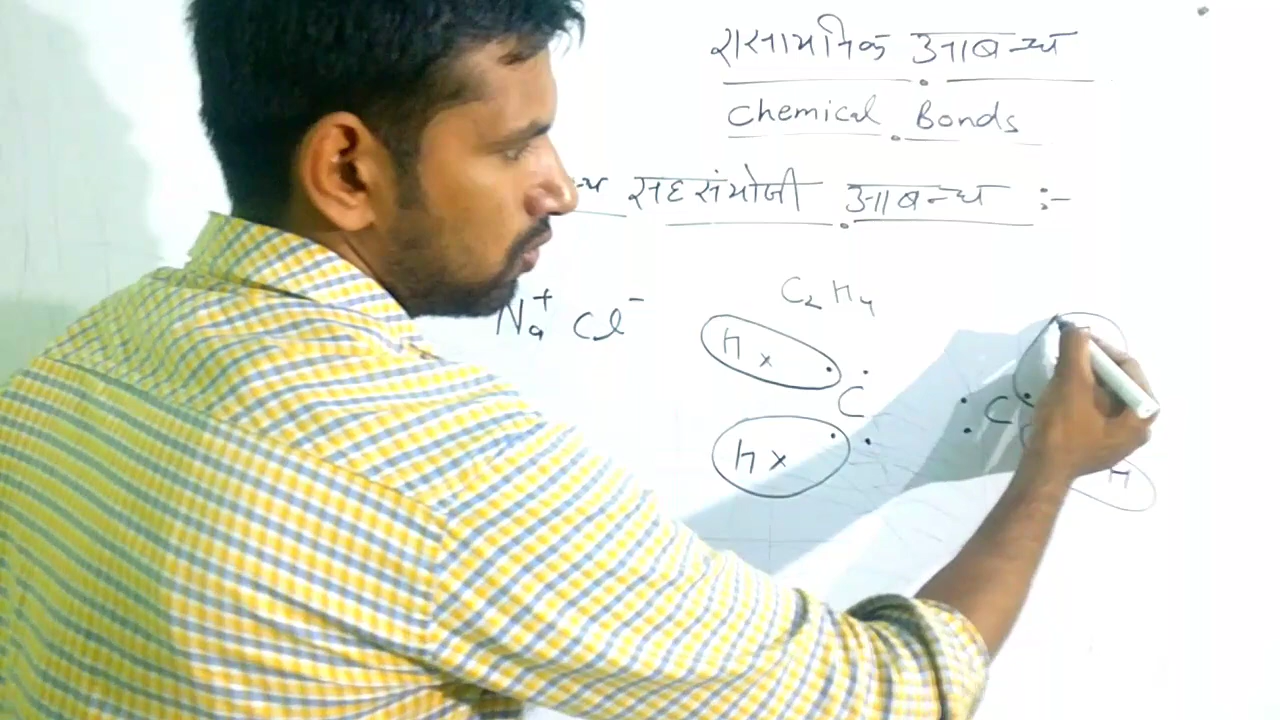 रासायनिक आबन्ध
Chemical Bonds
सहसंयोजी आबन्ध :-
C₂H₄
Na⁺ Cl⁻
H x
C
C
H x
H